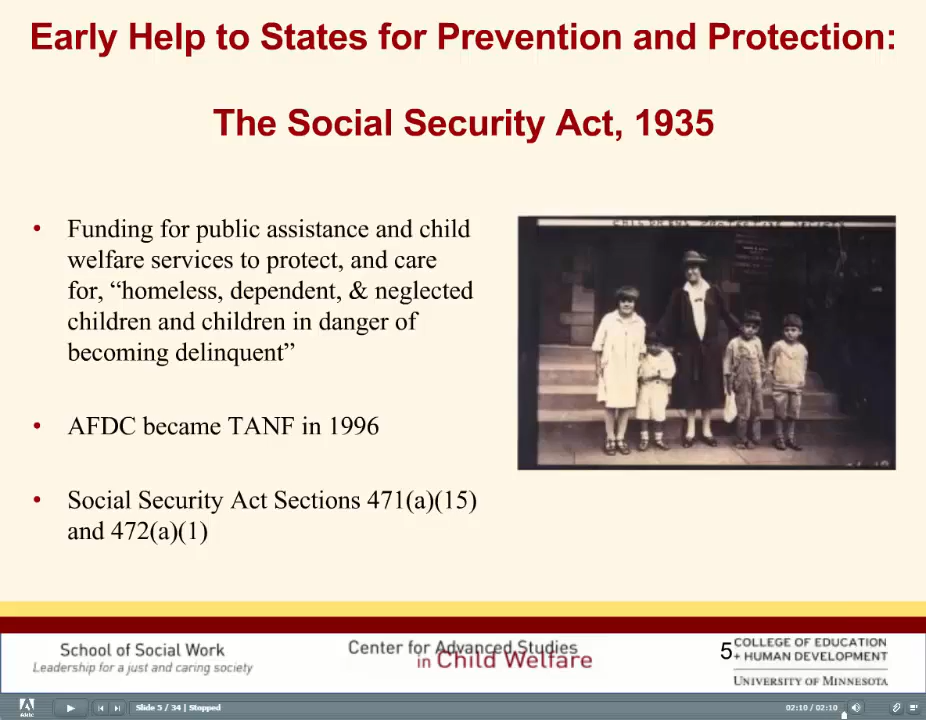 Early Help to States for Prevention and Protection:
The Social Security Act, 1935
• Funding for public assistance and child
welfare services to protect, and care
for, “homeless, dependent, & neglected
children and children in danger of
becoming delinquent”
• AFDC became TANF in 1996
• Social Security Act Sections 471(a)(15)
and 472(a)(1)
School of Social Work
Leadership for a just and caring society
Center for Advanced Studies
in Child Welfare
5
COLLEGE OF EDUCATION
+ HUMAN DEVELOPMENT
UNIVERSITY OF MINNESOTA
Slide 5 / 34 | Stopped
02:10 / 02:10